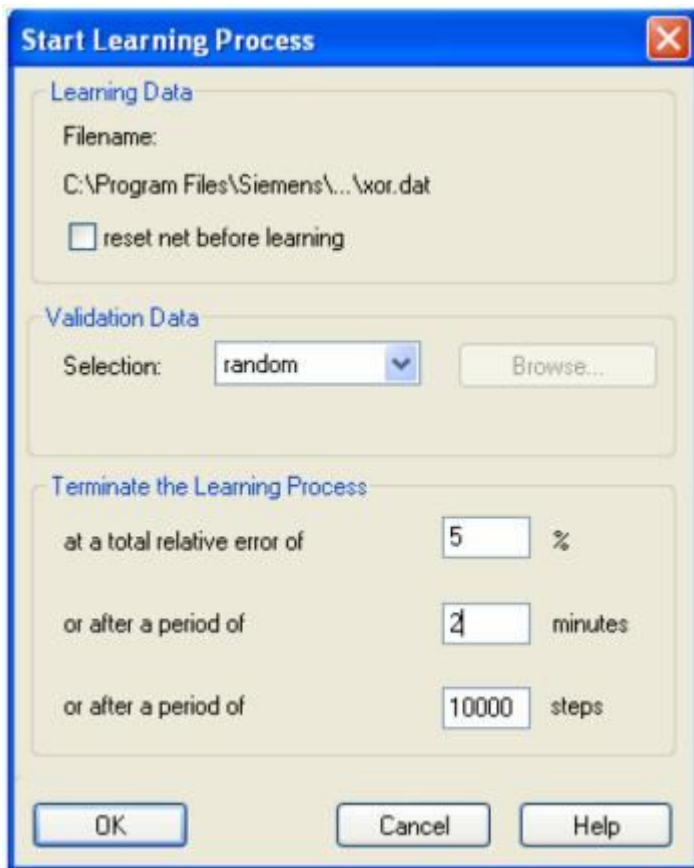 Start Learning Process
Learning Data
Filename:
C:\Program Files\Siemens\...\xor.dat
reset net before learning
Validation Data
Selection: random Browse...
Terminate the Learning Process
at a total relative error of 5 %
or after a period of 2 minutes
or after a period of 10000 steps
OK Cancel Help